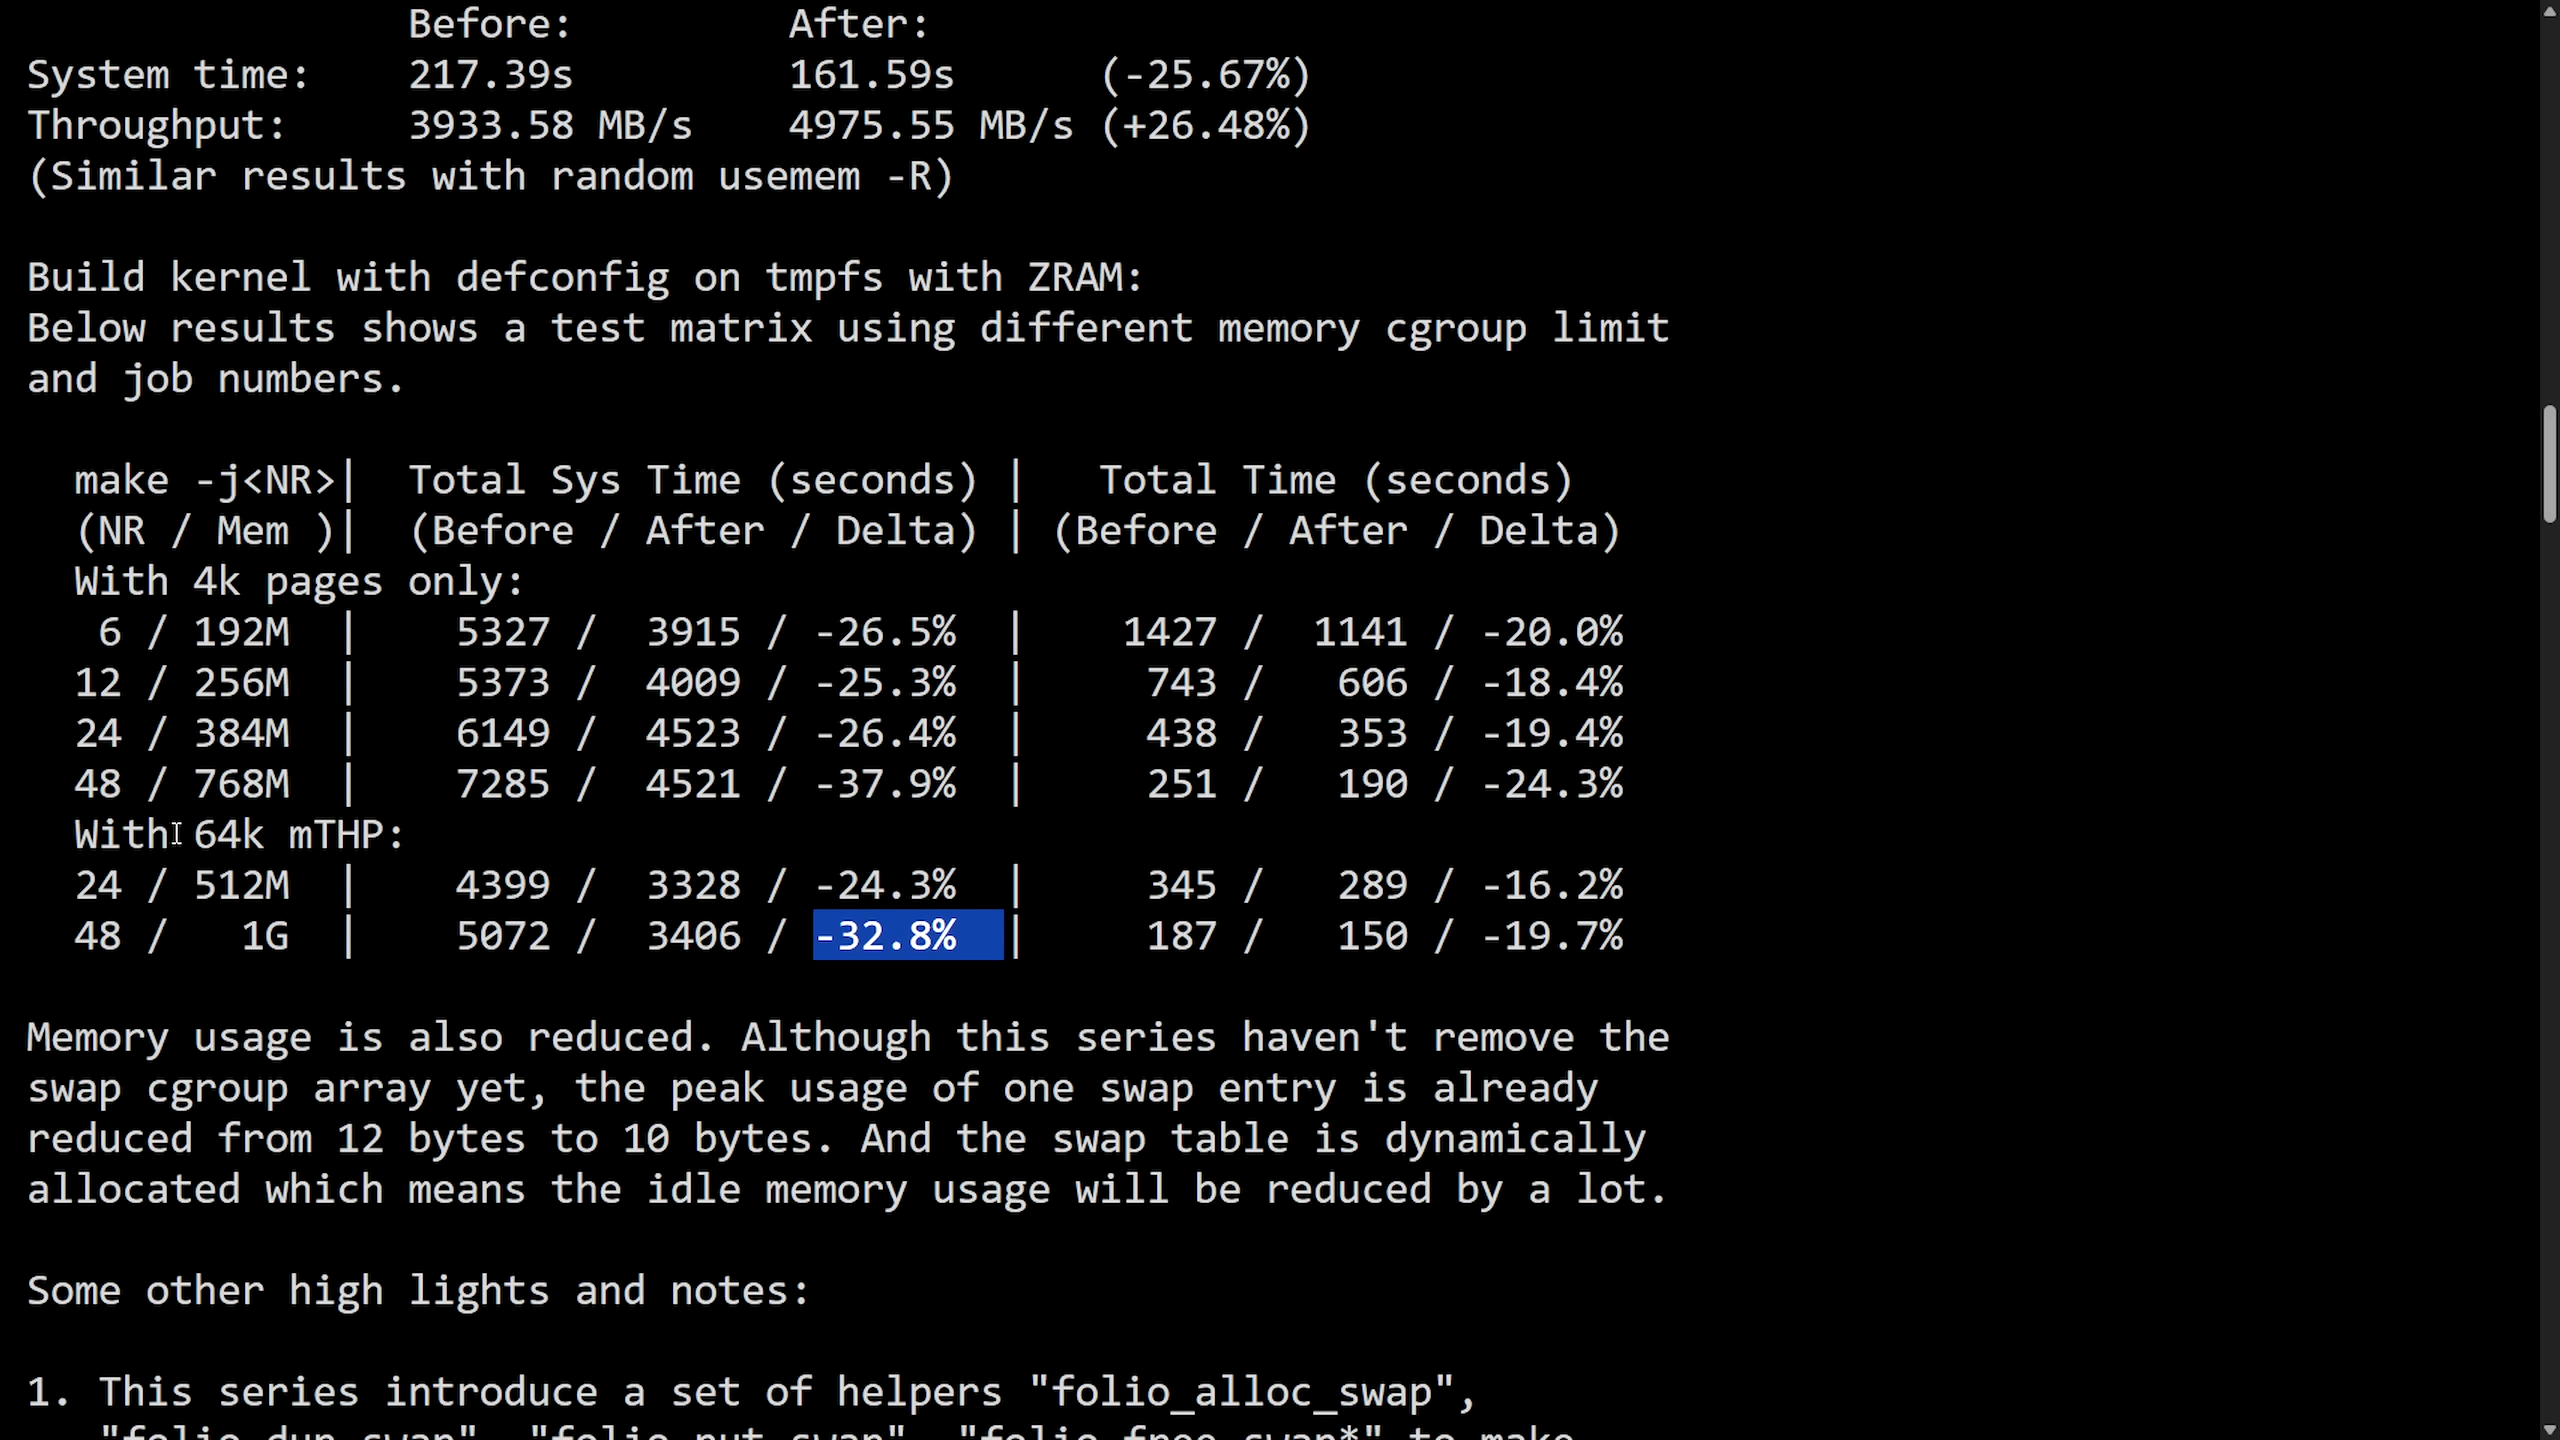 Before: After:
System time: 217.39s 161.59s (-25.67%)
Throughput: 3933.58 MB/s 4975.55 MB/s (+26.48%)
(Similar results with random usemem -R)
Build kernel with defconfig on tmpfs with ZRAM:
Below results shows a test matrix using different memory cgroup limit
and job numbers.
make -j<NR>| Total Sys Time (seconds) | Total Time (seconds)
(NR / Mem )| (Before / After / Delta) | (Before / After / Delta)
With 4k pages only:
6 / 192M | 5327 / 3915 / -26.5% | 1427 / 1141 / -20.0%
12 / 256M | 5373 / 4009 / -25.3% | 743 / 606 / -18.4%
24 / 384M | 6149 / 4523 / -26.4% | 438 / 353 / -19.4%
48 / 768M | 7285 / 4521 / -37.9% | 251 / 190 / -24.3%
With 64k mTHP:
24 / 512M | 4399 / 3328 / -24.3% | 345 / 289 / -16.2%
48 / 1G | 5072 / 3406 / -32.8% | 187 / 150 / -19.7%
Memory usage is also reduced. Although this series haven't remove the
swap cgroup array yet, the peak usage of one swap entry is already
reduced from 12 bytes to 10 bytes. And the swap table is dynamically
allocated which means the idle memory usage will be reduced by a lot.
Some other high lights and notes:
1. This series introduce a set of helpers "folio_alloc_swap",
"folio_dup_swap", "folio_put_swap", "folio_free_swap*" to make